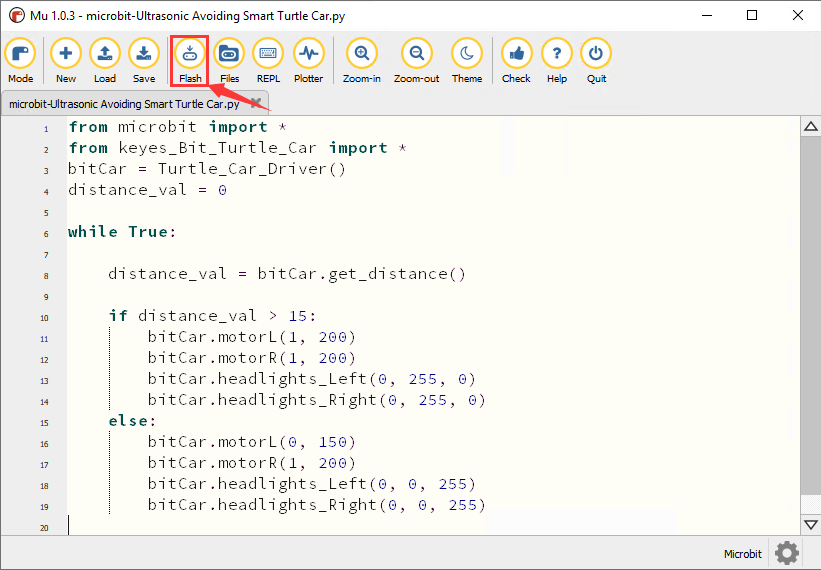 Mu 1.0.3 - microbit-Ultrasonic Avoiding Smart Turtle Car.py
Mode New Load Save Flash Files REPL Plotter Zoom-in Zoom-out Theme Check Help Quit
microbit-Ultrasonic Avoiding Smart Turtle Car.py
1 from microbit import *
2 from keyes_Bit_Turtle_Car import *
3 bitCar = Turtle_Car_Driver()
4 distance_val = 0
5
6 while True:
7
8     distance_val = bitCar.get_distance()
9
10     if distance_val > 15:
11         bitCar.motorL(1, 200)
12         bitCar.motorR(1, 200)
13         bitCar.headlights_Left(0, 255, 0)
14         bitCar.headlights_Right(0, 255, 0)
15     else:
16         bitCar.motorL(0, 150)
17         bitCar.motorR(1, 200)
18         bitCar.headlights_Left(0, 0, 255)
19         bitCar.headlights_Right(0, 0, 255)
20
Microbit